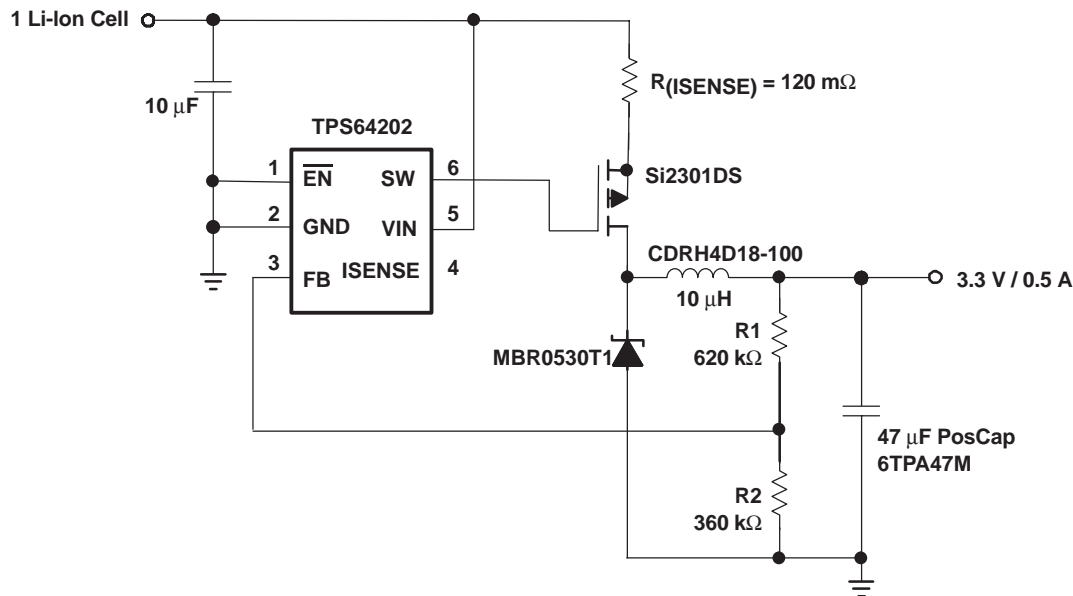 1 Li-Ion Cell
R(ISENSE) = 120 mΩ
10 μF
TPS64202
1
EN
SW
6
Si2301DS
2
GND
VIN
5
3
FB
ISENSE
4
CDRH4D18-100
10 μH
3.3 V / 0.5 A
R1
620 kΩ
MBR0530T1
47 μF PosCap
6TPA47M
R2
360 kΩ